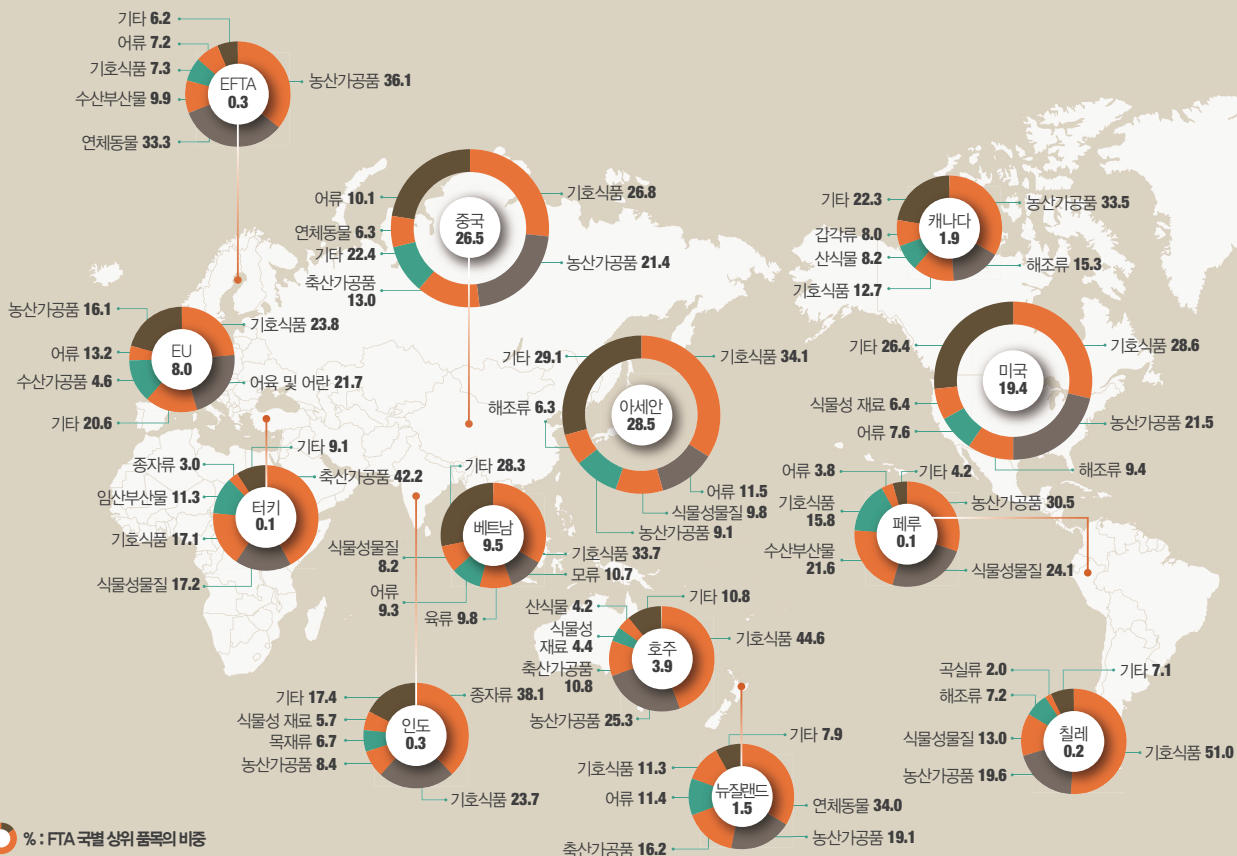 기타 6.2
어류 7.2
기호식품 7.3
수산부산물 9.9
연체동물 33.3
농산가공품 36.1
EFTA
0.3
어류 10.1
연체동물 6.3
기타 22.4
축산가공품
13.0
기호식품 26.8
농산가공품 21.4
중국
26.5
기타 22.3
갑각류 8.0
산식물 8.2
기호식품 12.7
농산가공품 33.5
해조류 15.3
캐나다
1.9
농산가공품 16.1
어류 13.2
수산가공품 4.6
기타 20.6
기호식품 23.8
어육 및 어란 21.7
EU
8.0
기타 29.1
해조류 6.3
기호식품 34.1
어류 11.5
식물성물질 9.8
농산가공품 9.1
아세안
28.5
기타 26.4
식물성 재료 6.4
어류 7.6
기호식품 28.6
농산가공품 21.5
해조류 9.4
미국
19.4
기타 9.1
종자류 3.0
임산부산물 11.3
기호식품 17.1
식물성물질 17.2
축산가공품 42.2
터키
0.1
기타 28.3
식물성물질
8.2
어류
9.3
육류 9.8
기호식품 33.7
모류 10.7
베트남
9.5
어류 3.8
기타 4.2
기호식품
15.8
수산부산물
21.6
농산가공품 30.5
식물성물질 24.1
페루
0.1
산식물 4.2
식물성
재료 4.4
축산가공품
10.8
농산가공품 25.3
기타 10.8
기호식품 44.6
호주
3.9
기타 17.4
식물성 재료 5.7
목재류 6.7
농산가공품 8.4
종자류 38.1
기호식품 23.7
인도
0.3
기타 7.9
기호식품 11.3
어류 11.4
축산가공품 16.2
연체동물 34.0
농산가공품 19.1
뉴질랜드
1.5
곡실류 2.0
해조류 7.2
식물성물질 13.0
농산가공품 19.6
기타 7.1
기호식품 51.0
칠레
0.2
% : FTA 국별 상위 품목의 비중